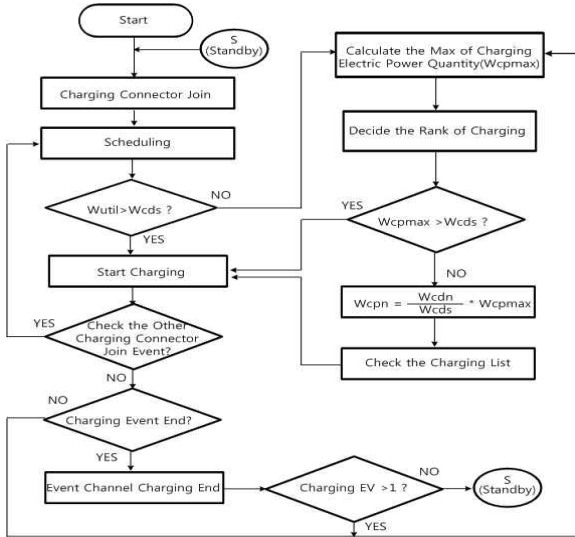 Start
S
(Standby)
Charging Connector Join
Scheduling
Wutil>Wcds ?
NO
YES
Start Charging
Check the Other
Charging Connector
Join Event?
YES
NO
Charging Event End?
NO
YES
Event Channel Charging End
Charging EV >1 ?
NO
YES
S
(Standby)
Calculate the Max of Charging
Electric Power Quantity(Wcpmax)
Decide the Rank of Charging
Wcpmax >Wcds ?
YES
NO
Wcpn = Wcdn/Wcds * Wcpmax
Check the Charging List